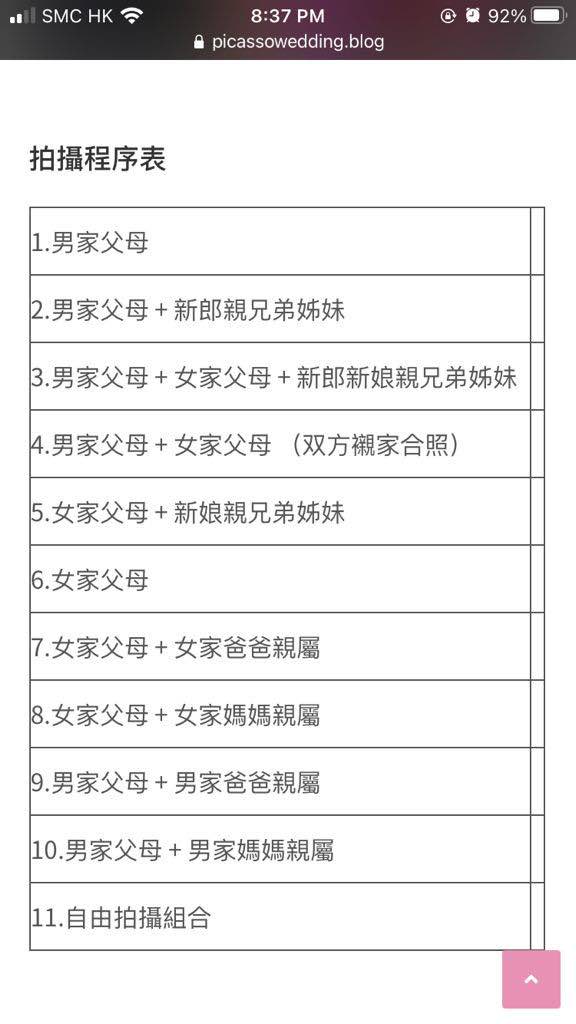 SMC HK 8:37 PM 92%
picassowedding.blog
拍攝程序表
1.男家父母
2.男家父母 + 新郎親兄弟姊妹
3.男家父母 + 女家父母 + 新郎新娘親兄弟姊妹
4.男家父母 + 女家父母 （双方襯家合照）
5.女家父母 + 新娘親兄弟姊妹
6.女家父母
7.女家父母 + 女家爸爸親屬
8.女家父母 + 女家媽媽親屬
9.男家父母 + 男家爸爸親屬
10.男家父母 + 男家媽媽親屬
11.自由拍攝組合